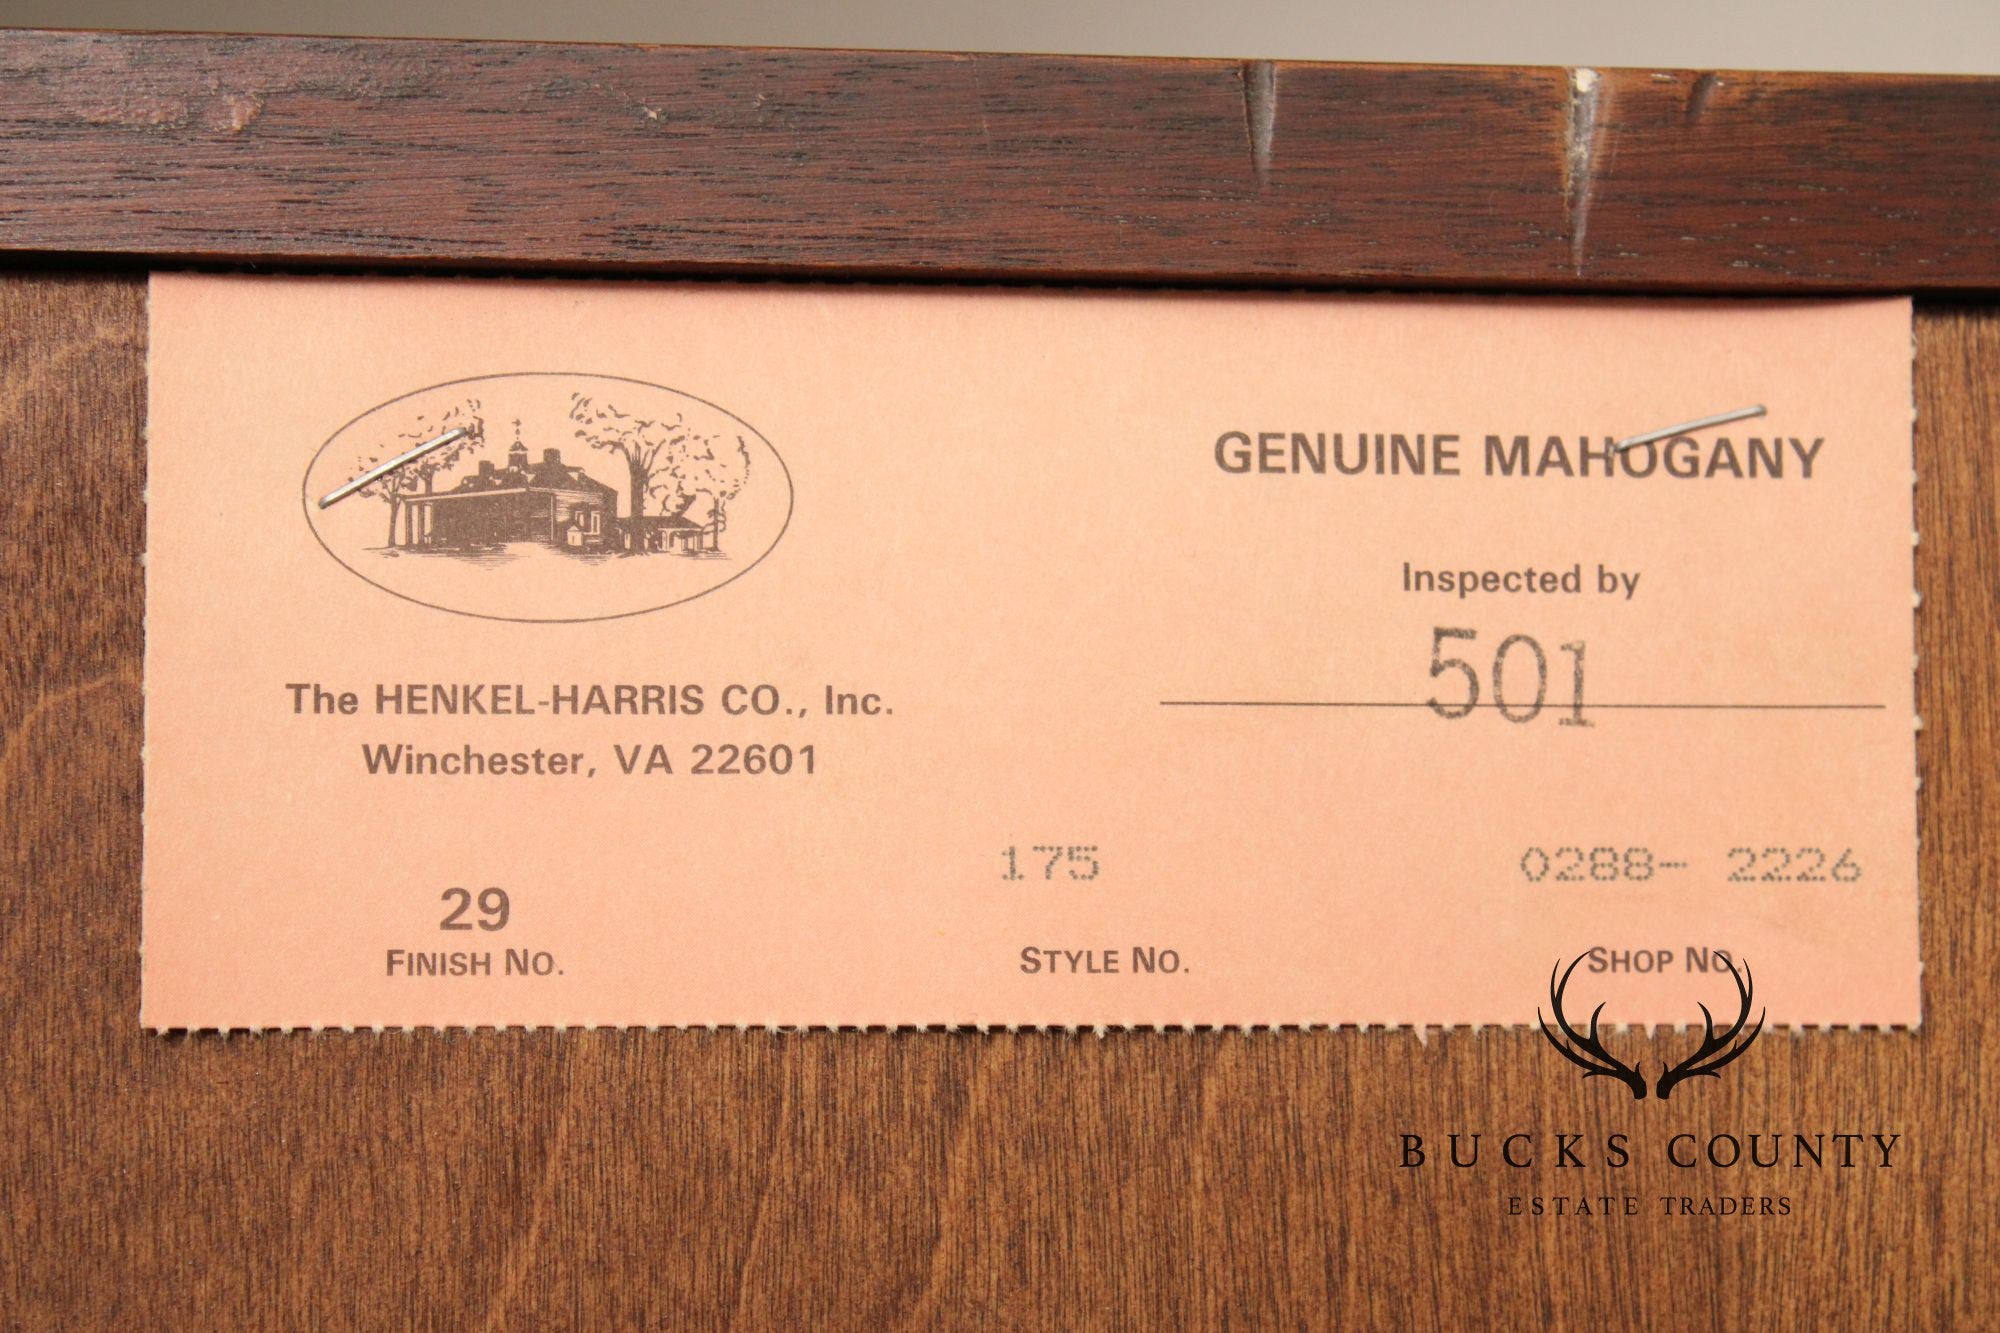 GENUINE MAHOGANY
Inspected by
501
The HENKEL-HARRIS CO., Inc.
Winchester, VA 22601
29
FINISH NO.
175
STYLE NO.
0288- 2226
SHOP NO.
BUCKS COUNTY
ESTATE TRADERS